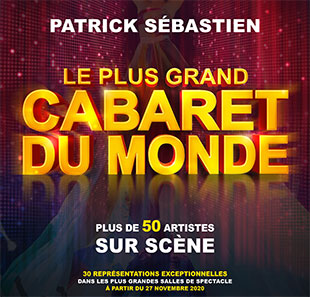 PATRICK SÉBASTIEN
LE PLUS GRAND
CABARET
DU MONDE
PLUS DE 50 ARTISTES
SUR SCÈNE
30 REPRÉSENTATIONS EXCEPTIONNELLES
DANS LES PLUS GRANDES SALLES DE SPECTACLE
À PARTIR DU 27 NOVEMBRE 2020